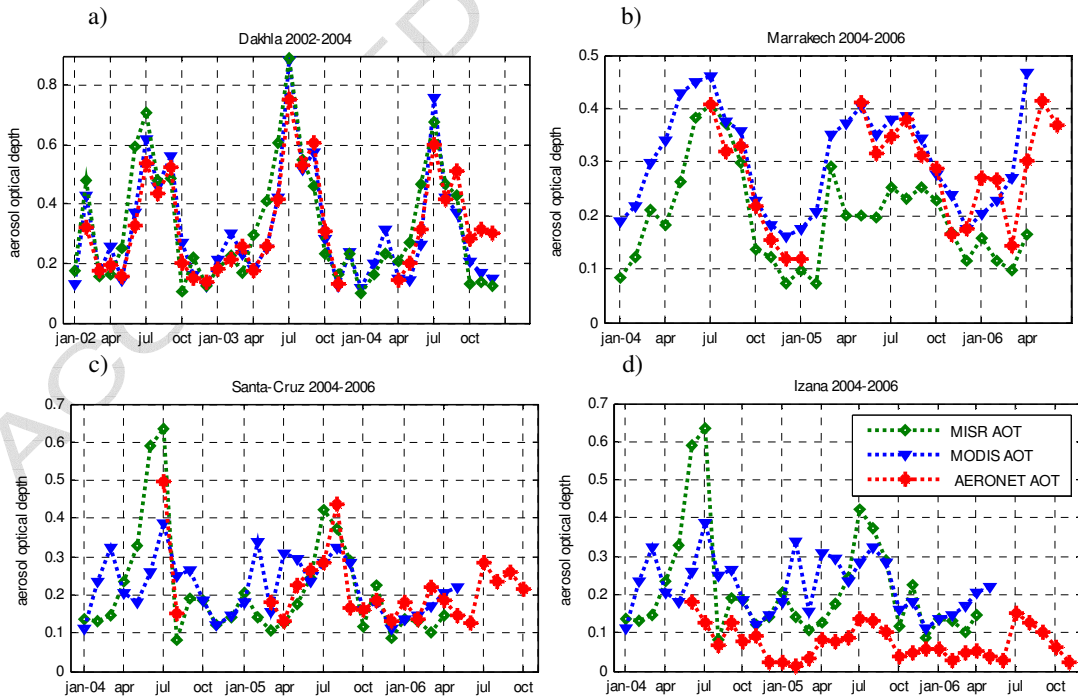 a)
Dakhla 2002-2004
aerosol optical depth
0.8
0.6
0.4
0.2
0
jan-02 apr jul oct jan-03 apr jul oct jan-04 apr jul oct
b)
Marrakech 2004-2006
aerosol optical depth
0.5
0.4
0.3
0.2
0.1
0
jan-04 apr jul oct jan-05 apr jul oct jan-06 apr
c)
Santa-Cruz 2004-2006
aerosol optical depth
0.7
0.6
0.5
0.4
0.3
0.2
0.1
0
jan-04 apr jul oct jan-05 apr jul oct jan-06 apr jul oct
d)
Izana 2004-2006
aerosol optical depth
0.7
0.6
0.5
0.4
0.3
0.2
0.1
0
jan-04 apr jul oct jan-05 apr jul oct jan-06 apr jul oct
MISR AOT
MODIS AOT
AERONET AOT